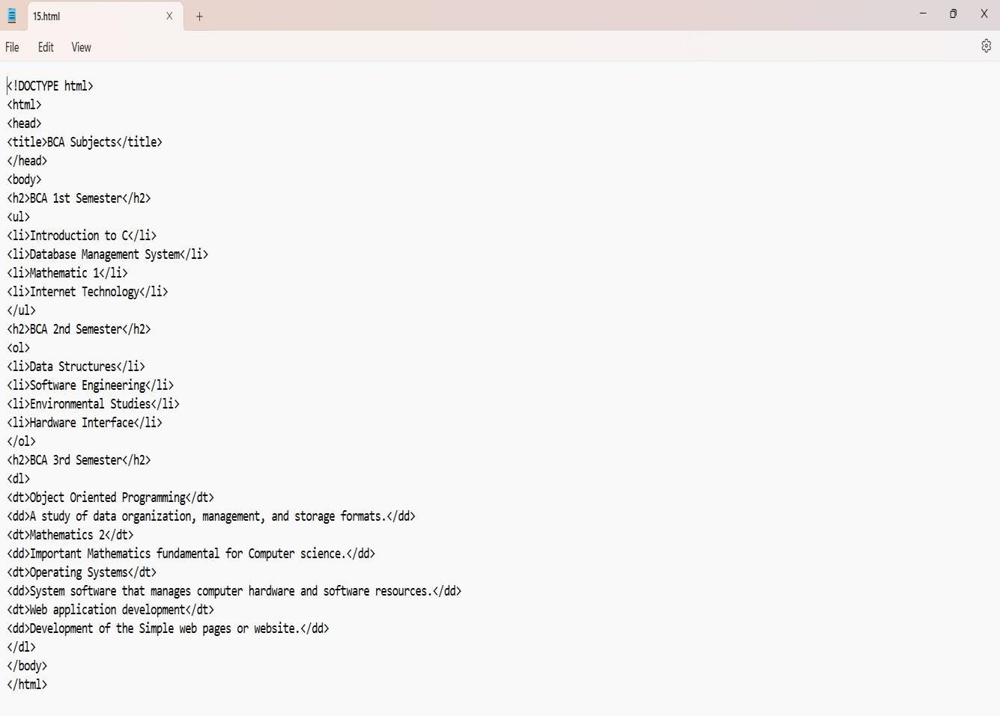 15.html
File Edit View
<!DOCTYPE html>
<html>
<head>
<title>BCA Subjects</title>
</head>
<body>
<h2>BCA 1st Semester</h2>
<ul>
<li>Introduction to C</li>
<li>Database Management System</li>
<li>Mathematic 1</li>
<li>Internet Technology</li>
</ul>
<h2>BCA 2nd Semester</h2>
<ol>
<li>Data Structures</li>
<li>Software Engineering</li>
<li>Environmental Studies</li>
<li>Hardware Interface</li>
</ol>
<h2>BCA 3rd Semester</h2>
<dl>
<dt>Object Oriented Programming</dt>
<dd>A study of data organization, management, and storage formats.</dd>
<dt>Mathematics 2</dt>
<dd>Important Mathematics fundamental for Computer science.</dd>
<dt>Operating Systems</dt>
<dd>System software that manages computer hardware and software resources.</dd>
<dt>Web application development</dt>
<dd>Development of the Simple web pages or website.</dd>
</dl>
</body>
</html>